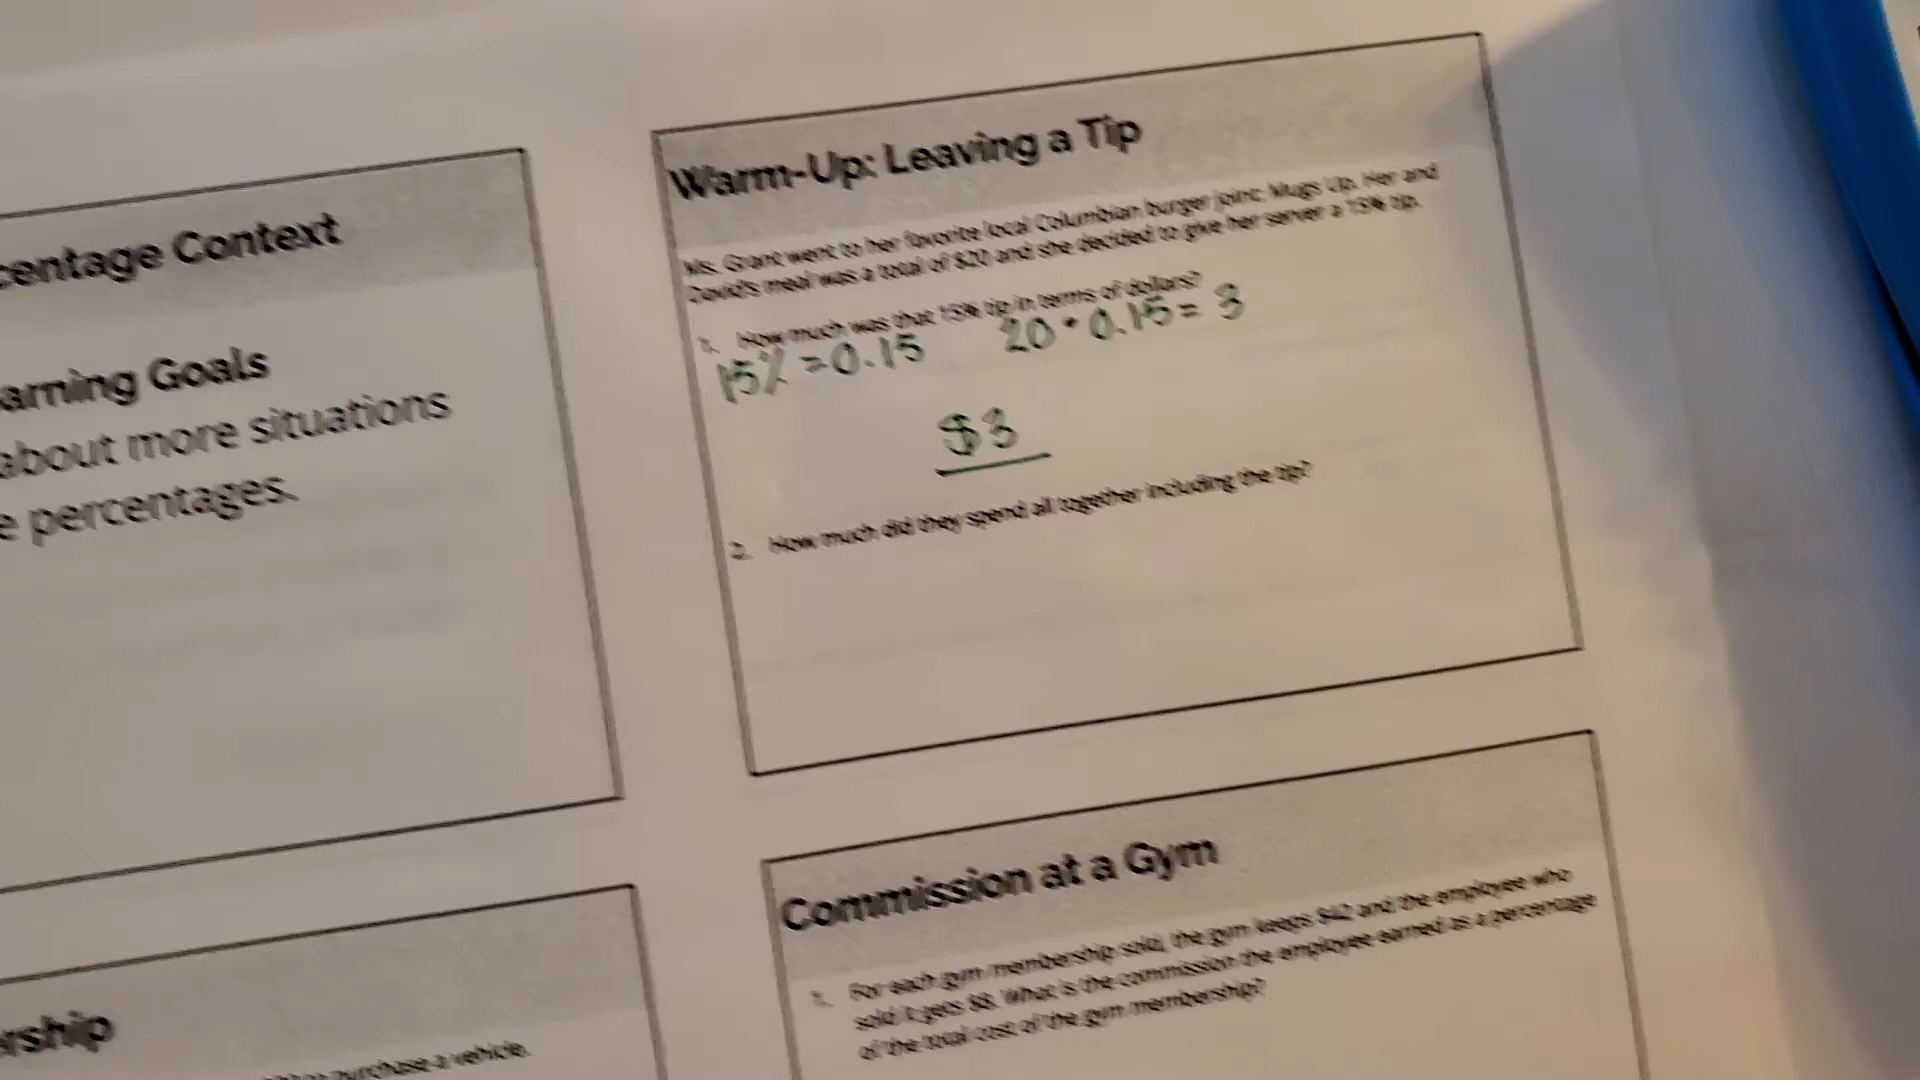 centage Context
arning Goals
about more situations
e percentages.
Warm-Up: Leaving a Tip
Ms. Grant went to her favorite local Columbian burger joint: Mugs Up. Her and
David's meal was a total of $20 and she decided to give her server a 15% tip.
1. How much was that 15% tip in terms of dollars?
15% =0.15 20•0.15= 3
$3
2. How much did they spend all together including the tip?
rship
purchase a vehicle.
Commission at a Gym
1. For each gym membership sold, the gym keeps $42 and the employee who
sold it gets $8. What is the commission the employee earned as a percentage
of the total cost of the gym membership?